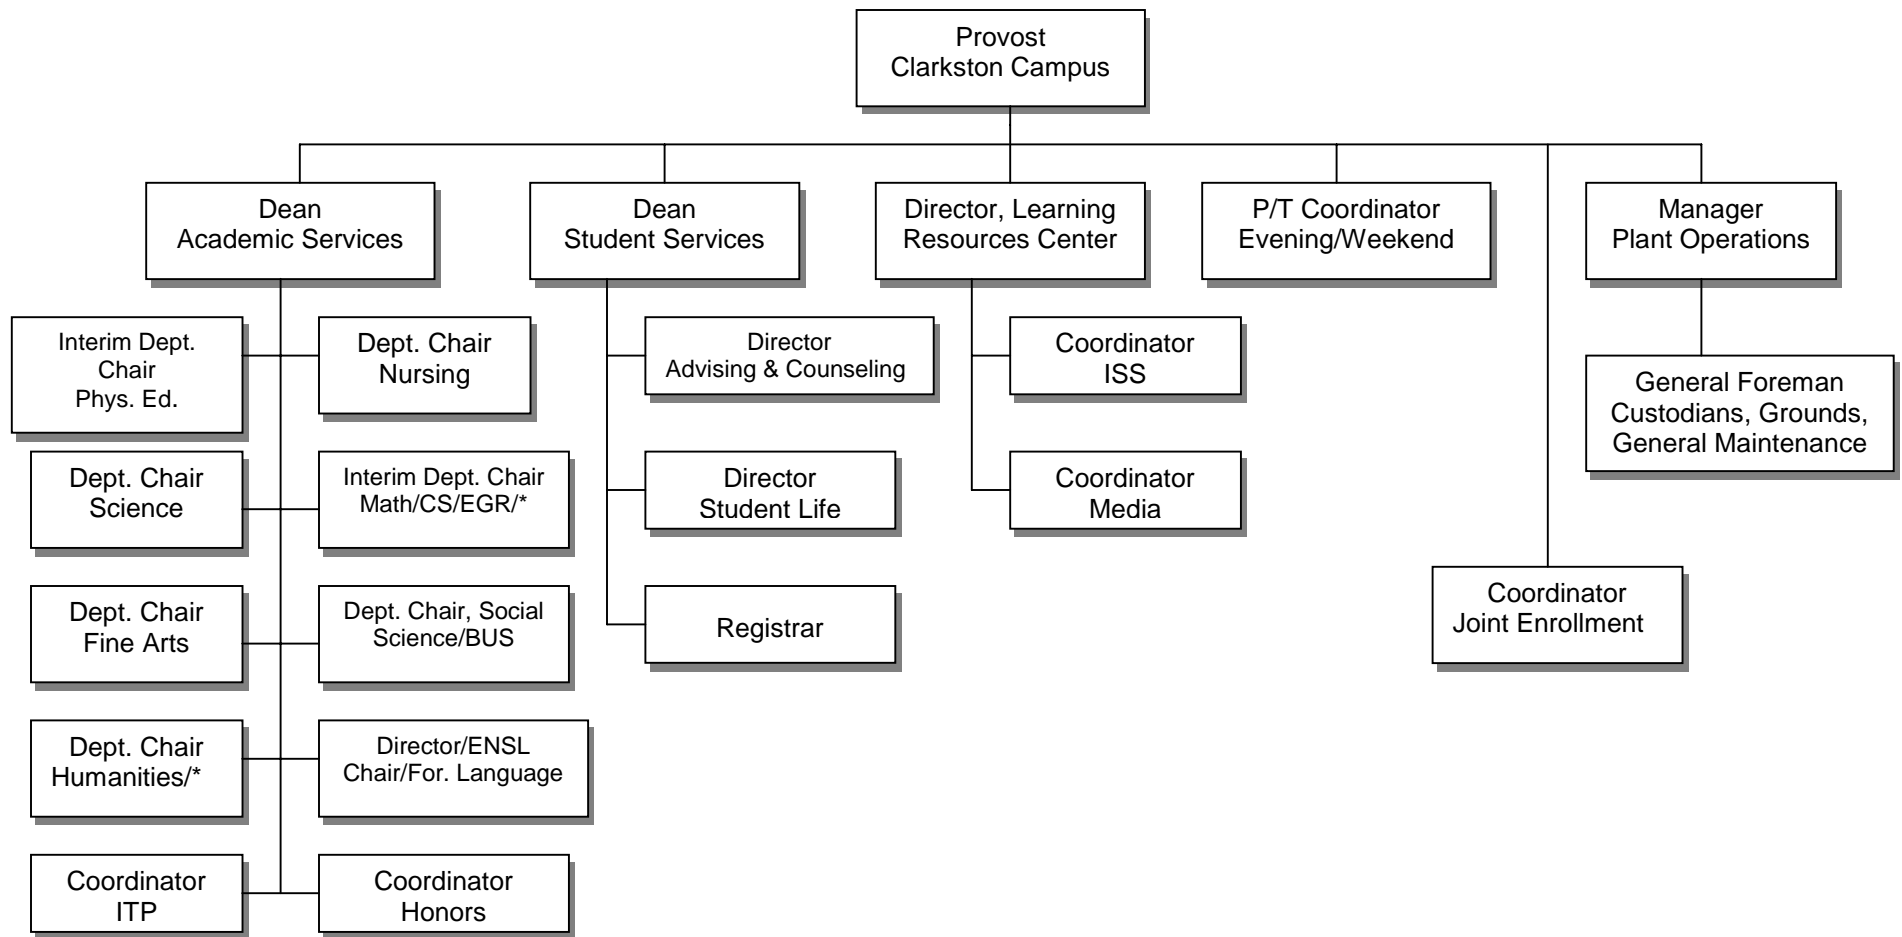 Provost
Clarkston Campus
Dean
Academic Services
Dean
Student Services
Director, Learning
Resources Center
P/T Coordinator
Evening/Weekend
Manager
Plant Operations
Interim Dept.
Chair
Phys. Ed.
Dept. Chair
Nursing
Director
Advising & Counseling
Coordinator
ISS
General Foreman
Custodians, Grounds,
General Maintenance
Dept. Chair
Science
Interim Dept. Chair
Math/CS/EGR/*
Director
Student Life
Coordinator
Media
Dept. Chair
Fine Arts
Dept. Chair, Social
Science/BUS
Registrar
Coordinator
Joint Enrollment
Dept. Chair
Humanities/*
Director/ENSL
Chair/For. Language
Coordinator
ITP
Coordinator
Honors